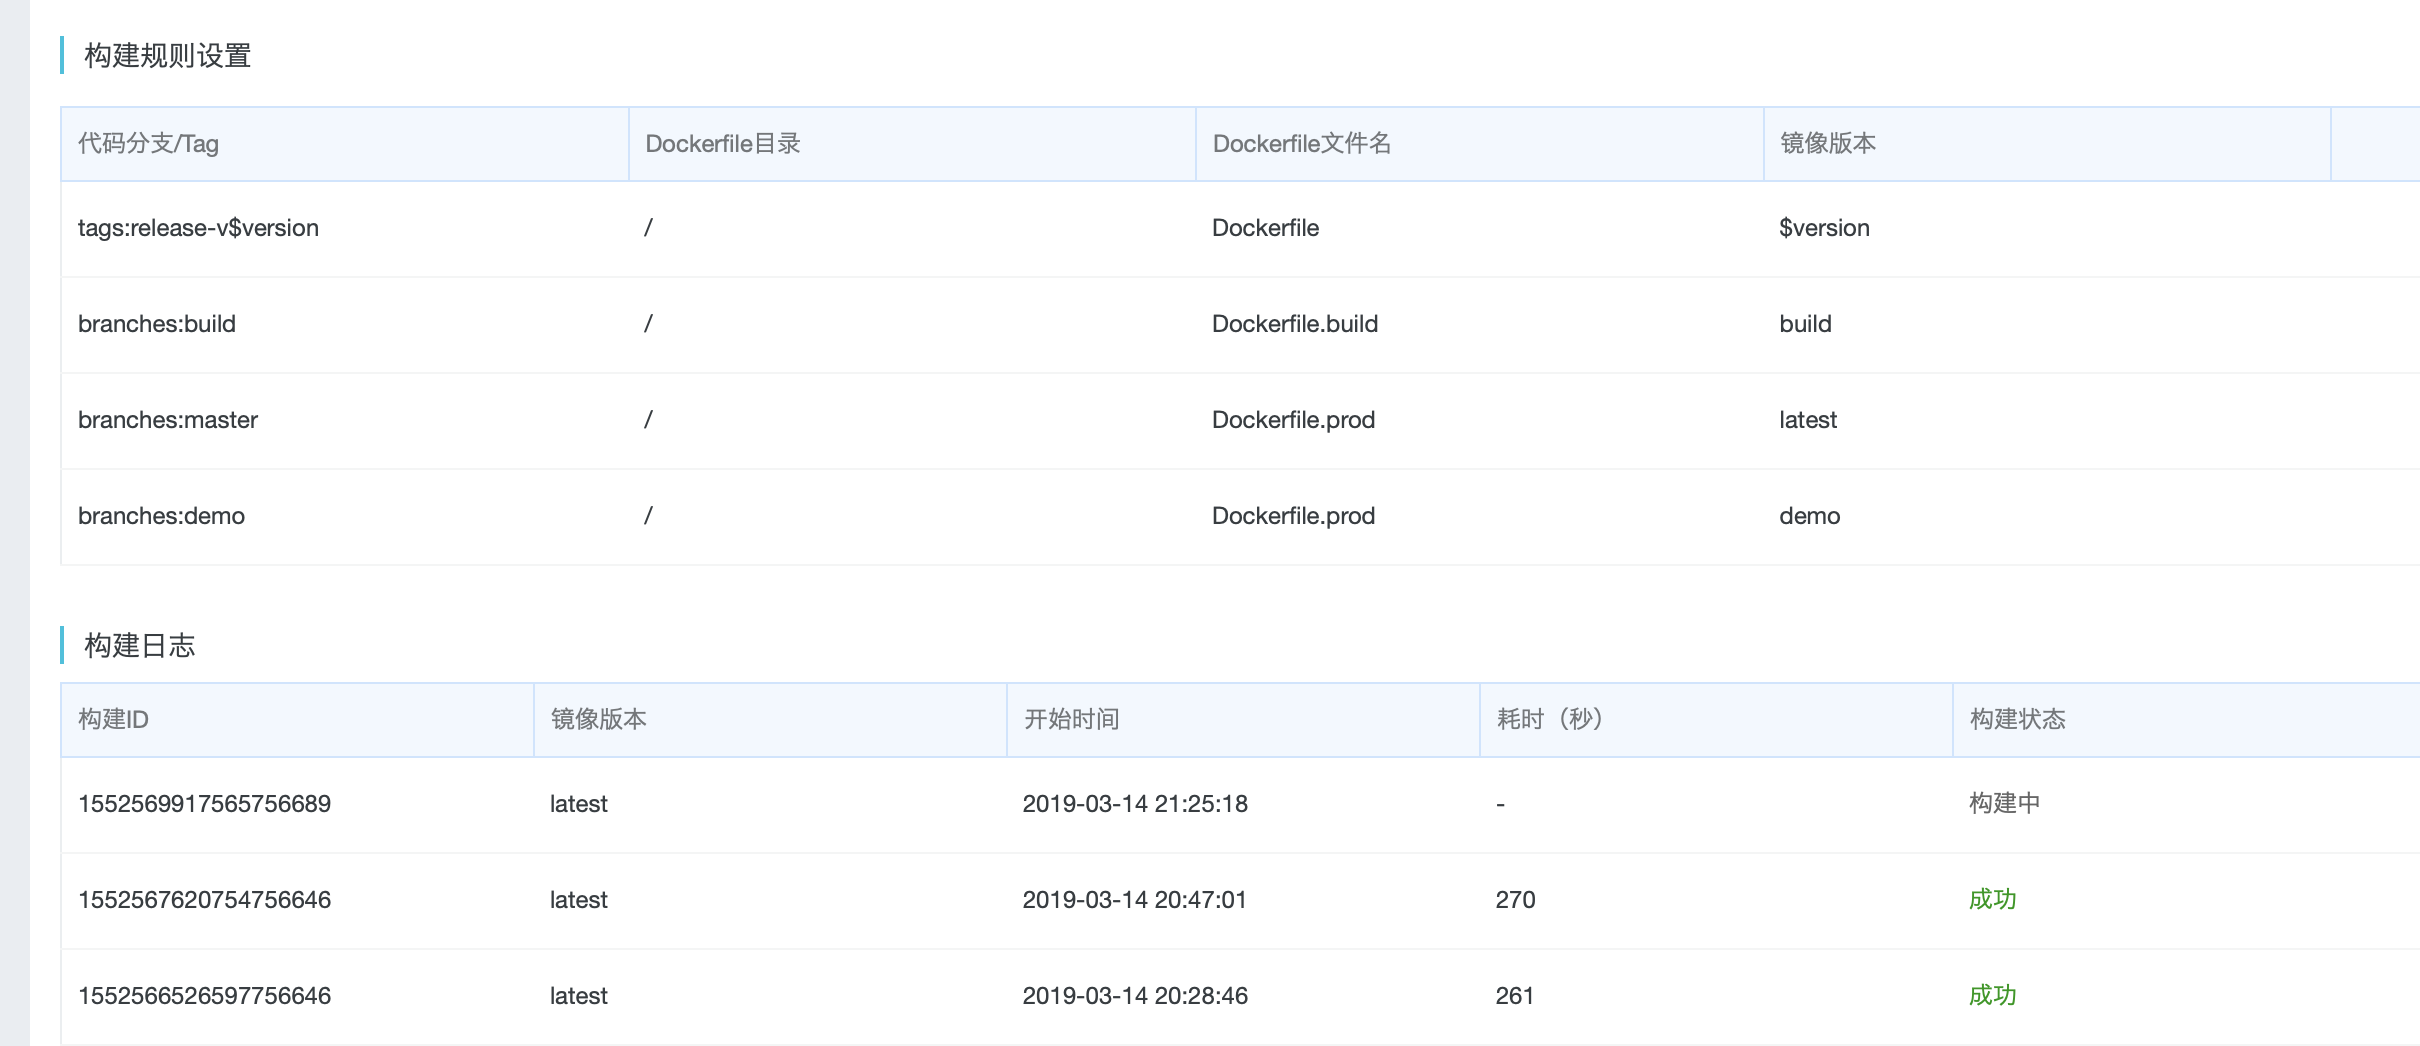 构建规则设置
代码分支/Tag Dockerfile目录 Dockerfile文件名 镜像版本
tags:release-v$version / Dockerfile $version
branches:build / Dockerfile.build build
branches:master / Dockerfile.prod latest
branches:demo / Dockerfile.prod demo
构建日志
构建ID 镜像版本 开始时间 耗时（秒） 构建状态
1552569917565756689 latest 2019-03-14 21:25:18 - 构建中
1552567620754756646 latest 2019-03-14 20:47:01 270 成功
1552566526597756646 latest 2019-03-14 20:28:46 261 成功